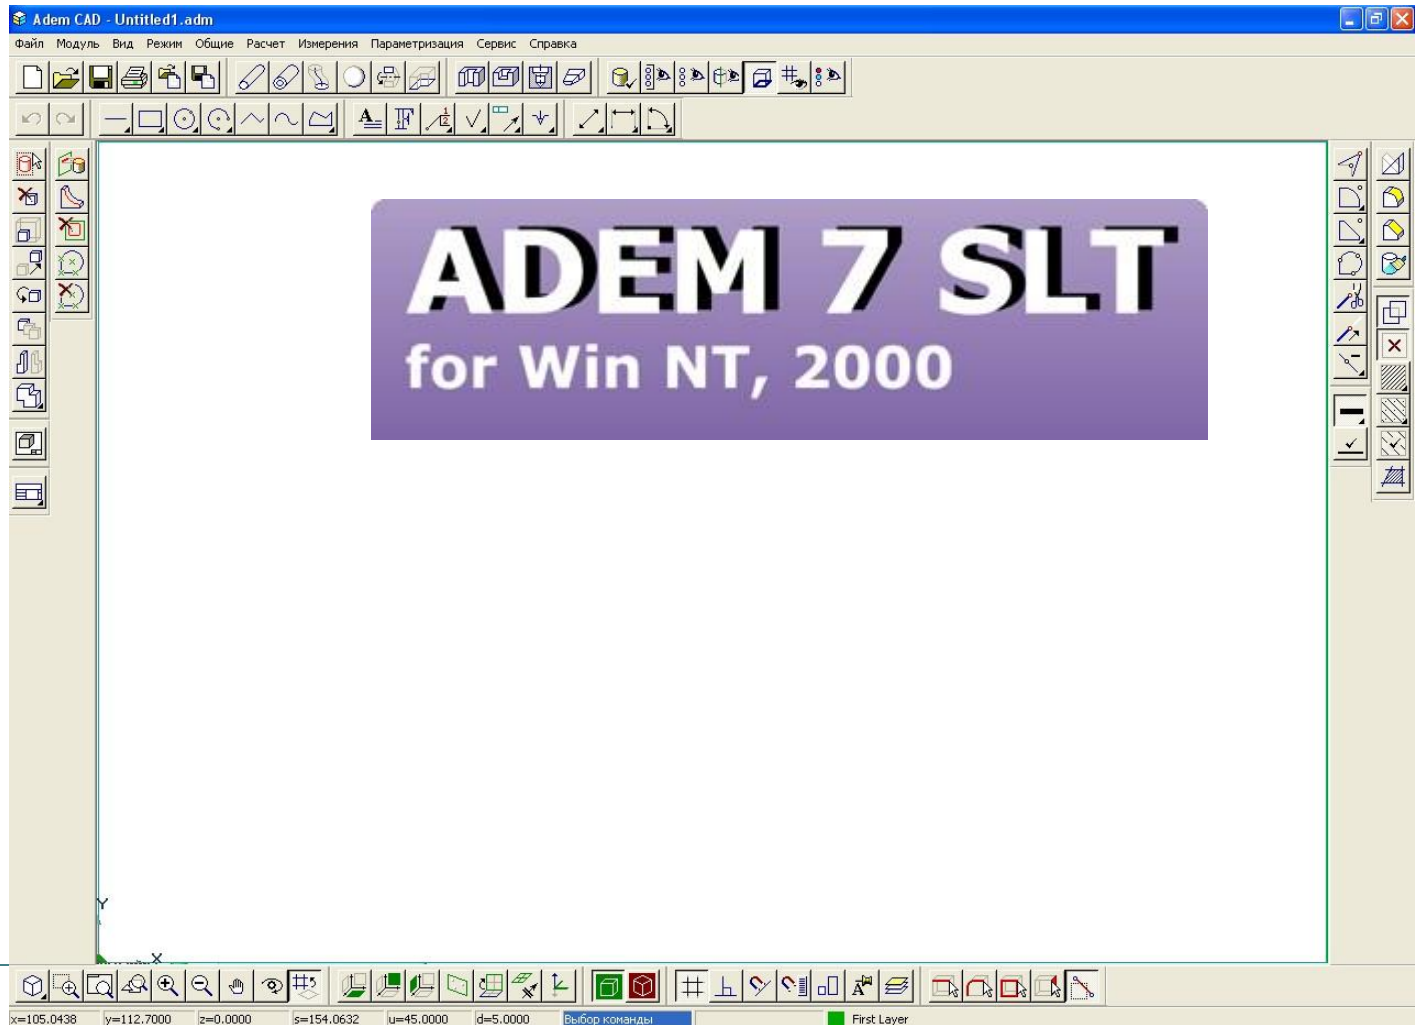 Adem CAD - Untitled1.adm
Файл Модуль Вид Режим Общие Расчет Измерения Параметризация Сервис Справка
ADEM 7 SLT
for Win NT, 2000
Y
X
x=105.0438 y=112.7000 z=0.0000 s=154.0632 u=45.0000 d=5.0000 Выбор команды First Layer